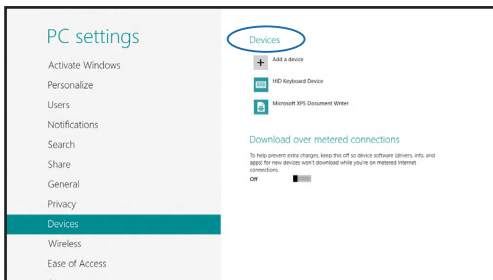 PC settings
Activate Windows
Personalize
Users
Notifications
Search
Share
General
Privacy
Devices
Wireless
Ease of Access
Devices
Add a device
HID Keyboard Device
Microsoft XPS Document Writer
Download over metered connections
To help prevent extra charges, keep this off so device software (drivers, info, and
apps) for new devices won't download while you're on metered Internet
connections.
Off